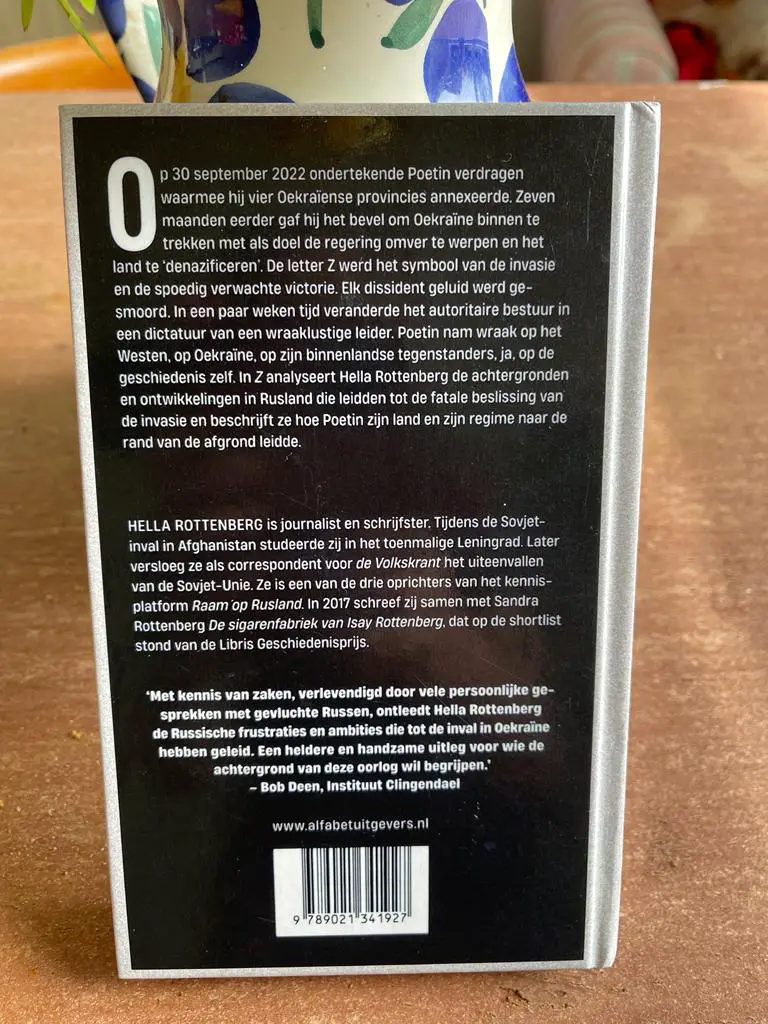 Op 30 september 2022 ondertekende Poetin verdragen
waarmee hij vier Oekraïense provincies annexeerde. Zeven
maanden eerder gaf hij het bevel om Oekraïne binnen te
trekken met als doel de regering omver te werpen en het
land te ‘denazificeren’. De letter Z werd het symbool van de invasie
en de spoedig verwachte victorie. Elk dissident geluid werd ge-
smoord. In een paar weken tijd veranderde het autoritaire bestuur in
een dictatuur van een wraaklustige leider. Poetin nam wraak op het
Westen, op Oekraïne, op zijn binnenlandse tegenstanders, ja, op de
geschiedenis zelf. In Z analyseert Hella Rottenberg de achtergronden
en ontwikkelingen in Rusland die leidden tot de fatale beslissing van
de invasie en beschrijft ze hoe Poetin zijn land en zijn regime naar de
rand van de afgrond leidde.
HELLA ROTTENBERG is journalist en schrijfster. Tijdens de Sovjet-
inval in Afghanistan studeerde zij in het toenmalige Leningrad. Later
versloeg ze als correspondent voor de Volkskrant het uiteenvallen
van de Sovjet-Unie. Ze is een van de drie oprichters van het kennis-
platform Raam op Rusland. In 2017 schreef zij samen met Sandra
Rottenberg De sigarenfabriek van Isay Rottenberg, dat op de shortlist
stond van de Libris Geschiedenisprijs.
‘Met kennis van zaken, verlevendigd door vele persoonlijke ge-
sprekken met gevluchte Russen, ontleedt Hella Rottenberg
de Russische frustraties en ambities die tot de inval in Oekraïne
hebben geleid. Een heldere en handzame uitleg voor wie de
achtergrond van deze oorlog wil begrijpen.’
– Bob Deen, Instituut Clingendael
www.alfabetuitgevers.nl
9 789021 341927